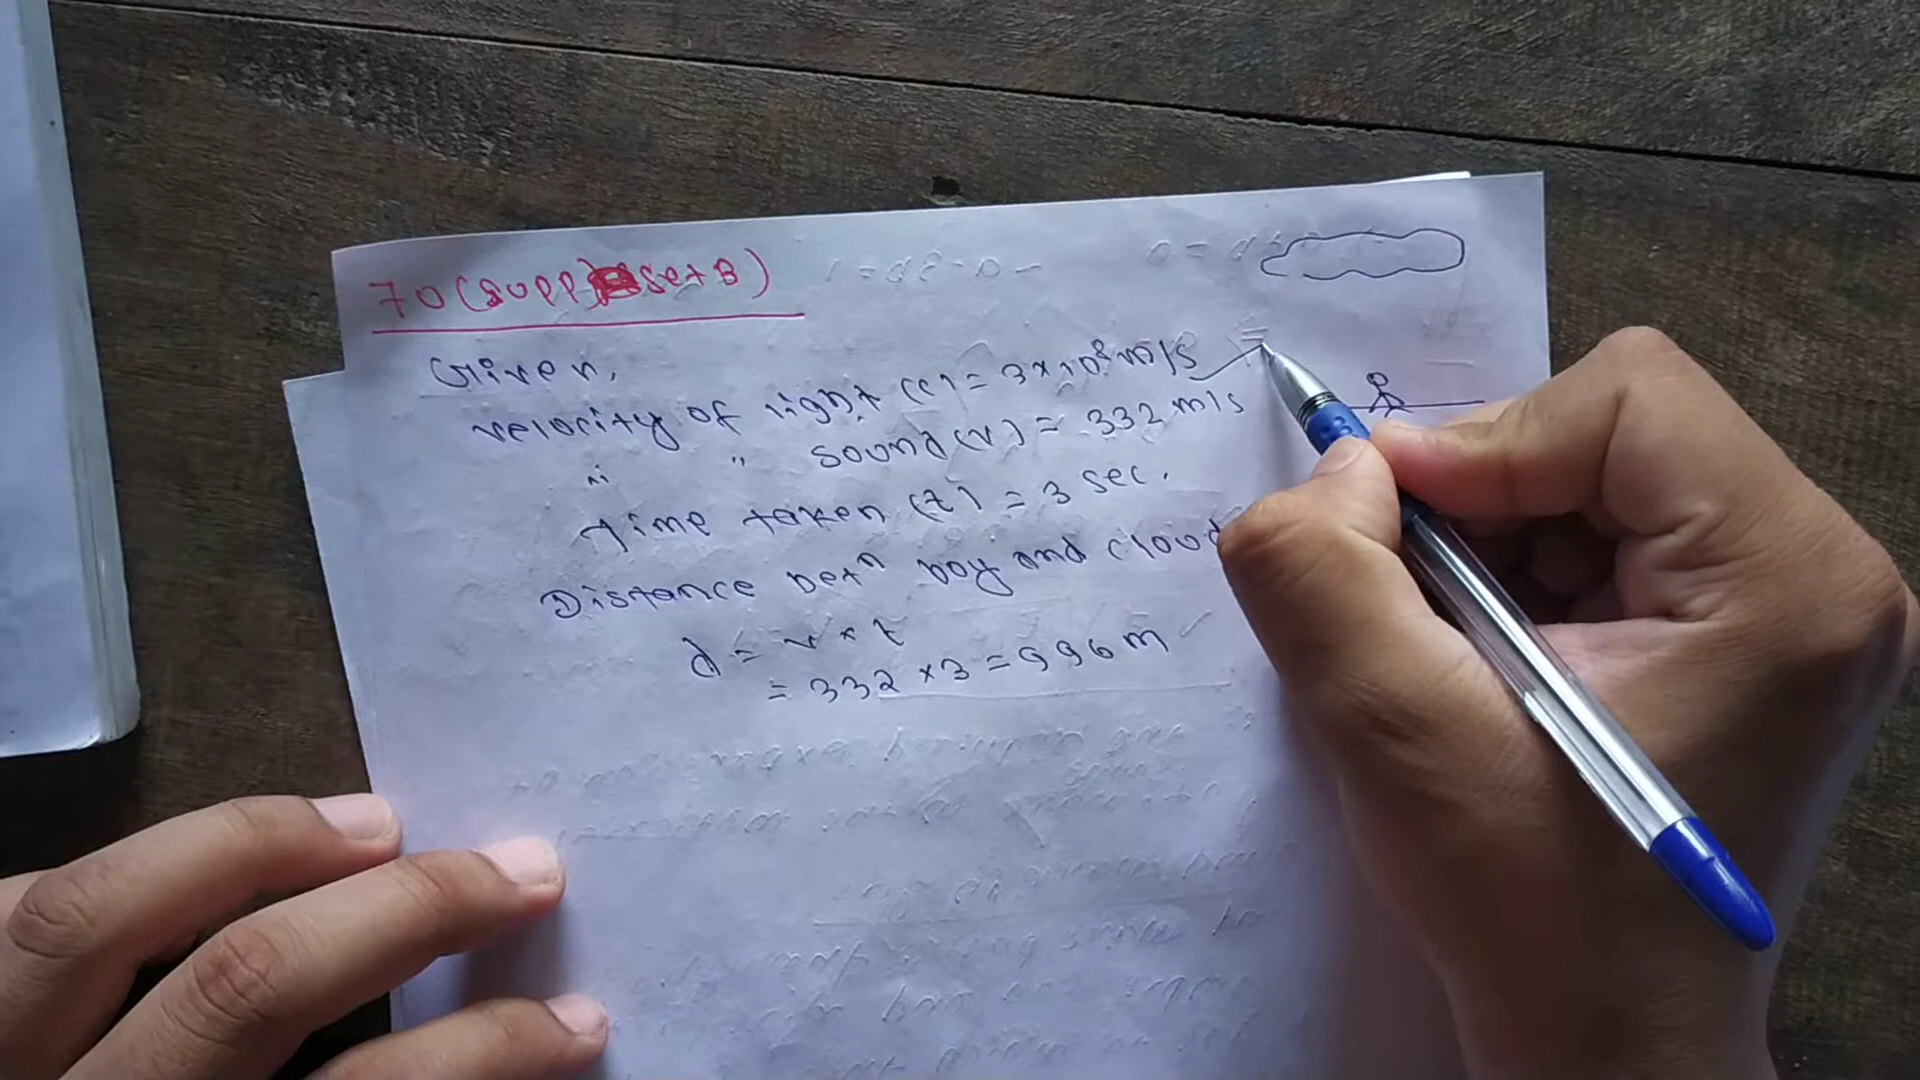 70 (supp) Set B)
Given,
velocity of light (c) = 3×10⁸ m/s
" " sound (v) = 332 m/s
Time taken (t) = 3 sec.
Distance betⁿ boy and cloud
d = v × t
= 332 × 3 = 996 m